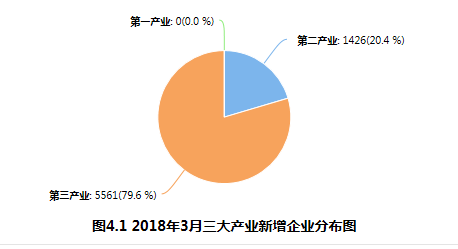 第一产业: 0(0.0 %)
第二产业: 1426(20.4 %)
第三产业: 5561(79.6 %)
图4.1 2018年3月三大产业新增企业分布图